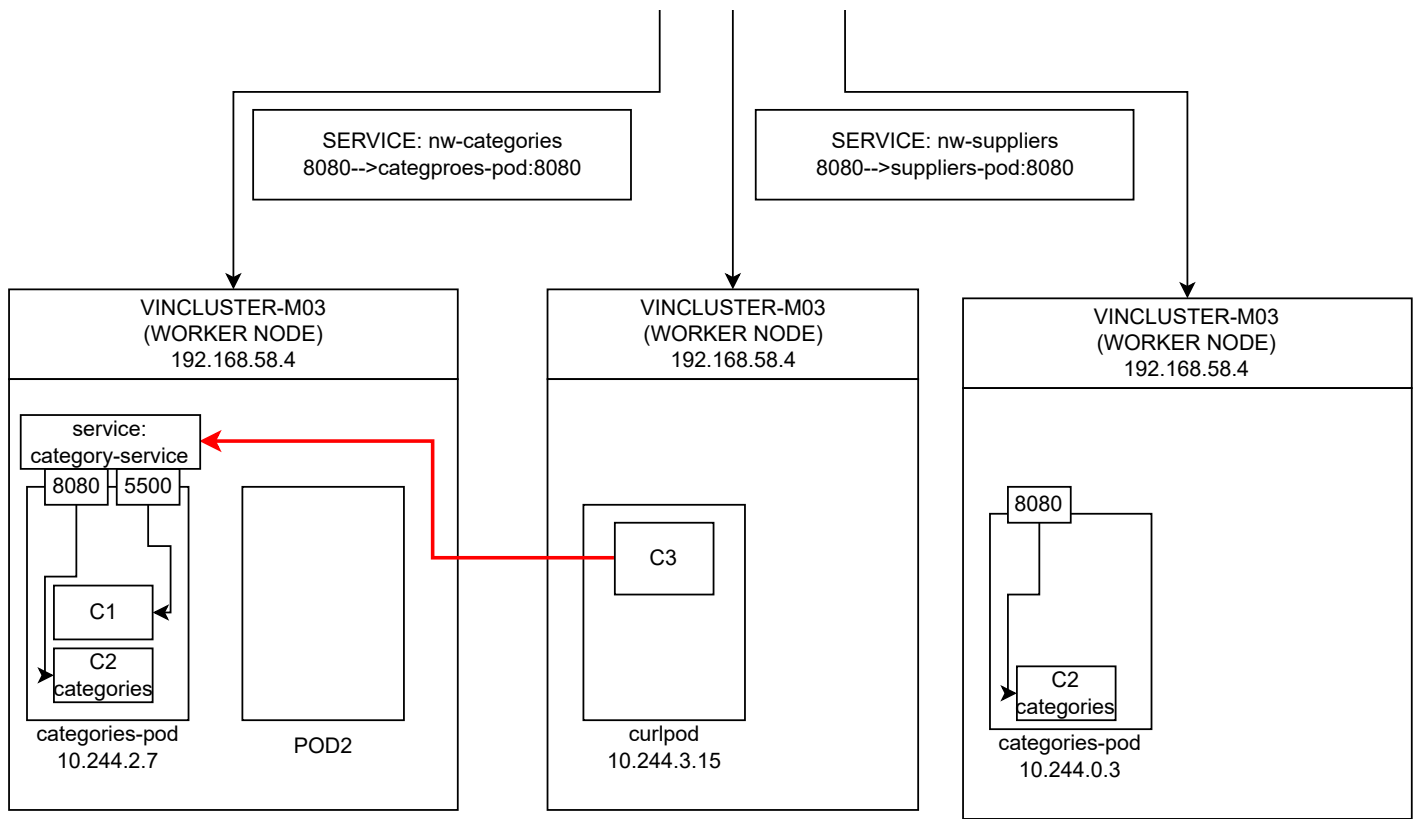 SERVICE: nw-categories
8080-->categproes-pod:8080
SERVICE: nw-suppliers
8080-->suppliers-pod:8080
VINCLUSTER-M03
(WORKER NODE)
192.168.58.4
VINCLUSTER-M03
(WORKER NODE)
192.168.58.4
VINCLUSTER-M03
(WORKER NODE)
192.168.58.4
service:
category-service
8080
5500
C1
C2
categories
categories-pod
10.244.2.7
POD2
C3
curlpod
10.244.3.15
8080
C2
categories
categories-pod
10.244.0.3